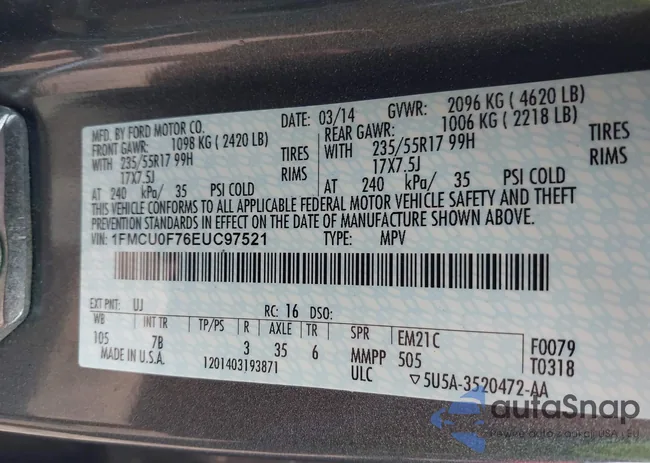 MFD. BY FORD MOTOR CO. DATE: 03/14 GVWR: 2096 KG ( 4620 LB)
FRONT GAWR: 1098 KG ( 2420 LB) REAR GAWR: 1006 KG ( 2218 LB)
WITH 235/55R17 99H TIRES WITH 235/55R17 99H TIRES
17X7.5J RIMS 17X7.5J RIMS
AT 240 kPa/ 35 PSI COLD AT 240 kPa/ 35 PSI COLD
THIS VEHICLE CONFORMS TO ALL APPLICABLE FEDERAL MOTOR VEHICLE SAFETY AND THEFT
PREVENTION STANDARDS IN EFFECT ON THE DATE OF MANUFACTURE SHOWN ABOVE.
VIN: 1FMCU0F76EUC97521 TYPE: MPV
EXT PNT: UJ RC: 16 DSO:
WB INT TR TP/PS R AXLE TR SPR EM21C F0079
105 7B 3 35 6 MMPP 505 T0318
MADE IN U.S.A. 1201403193871 ULC ▽5U5A-3520472-AA
autoSnap